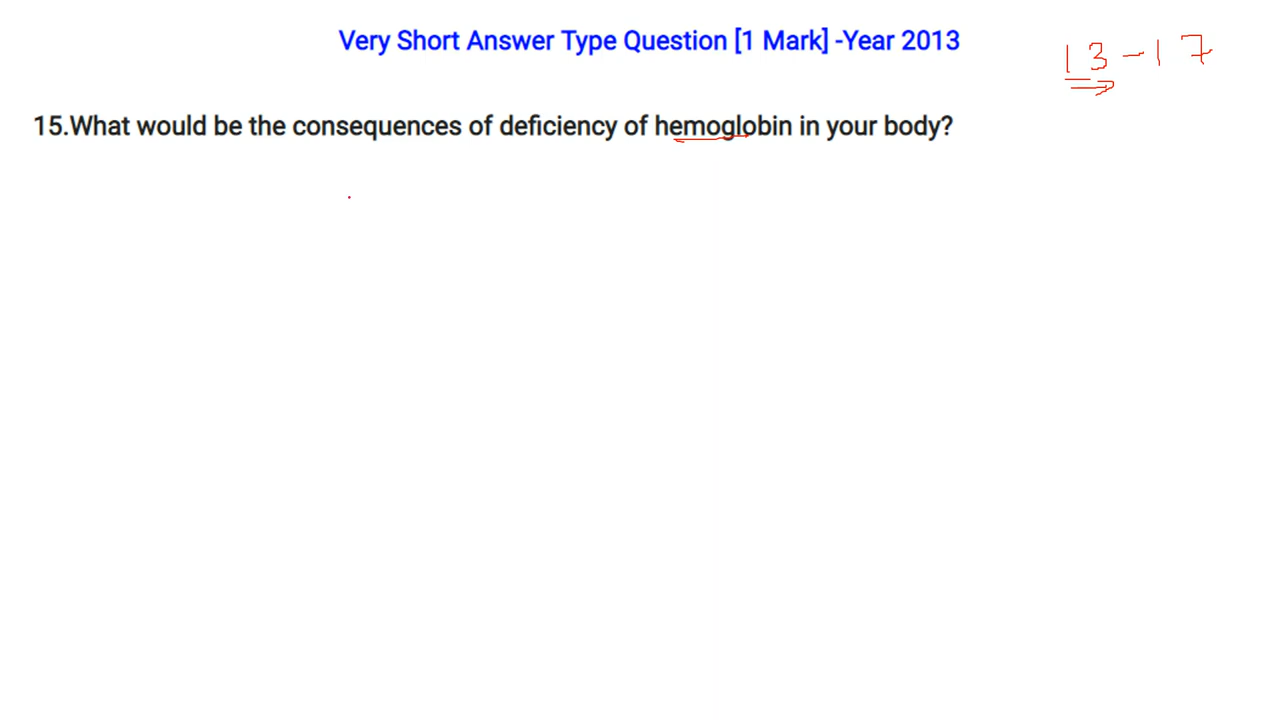 Very Short Answer Type Question [1 Mark] -Year 2013
13-17
15.What would be the consequences of deficiency of hemoglobin in your body?